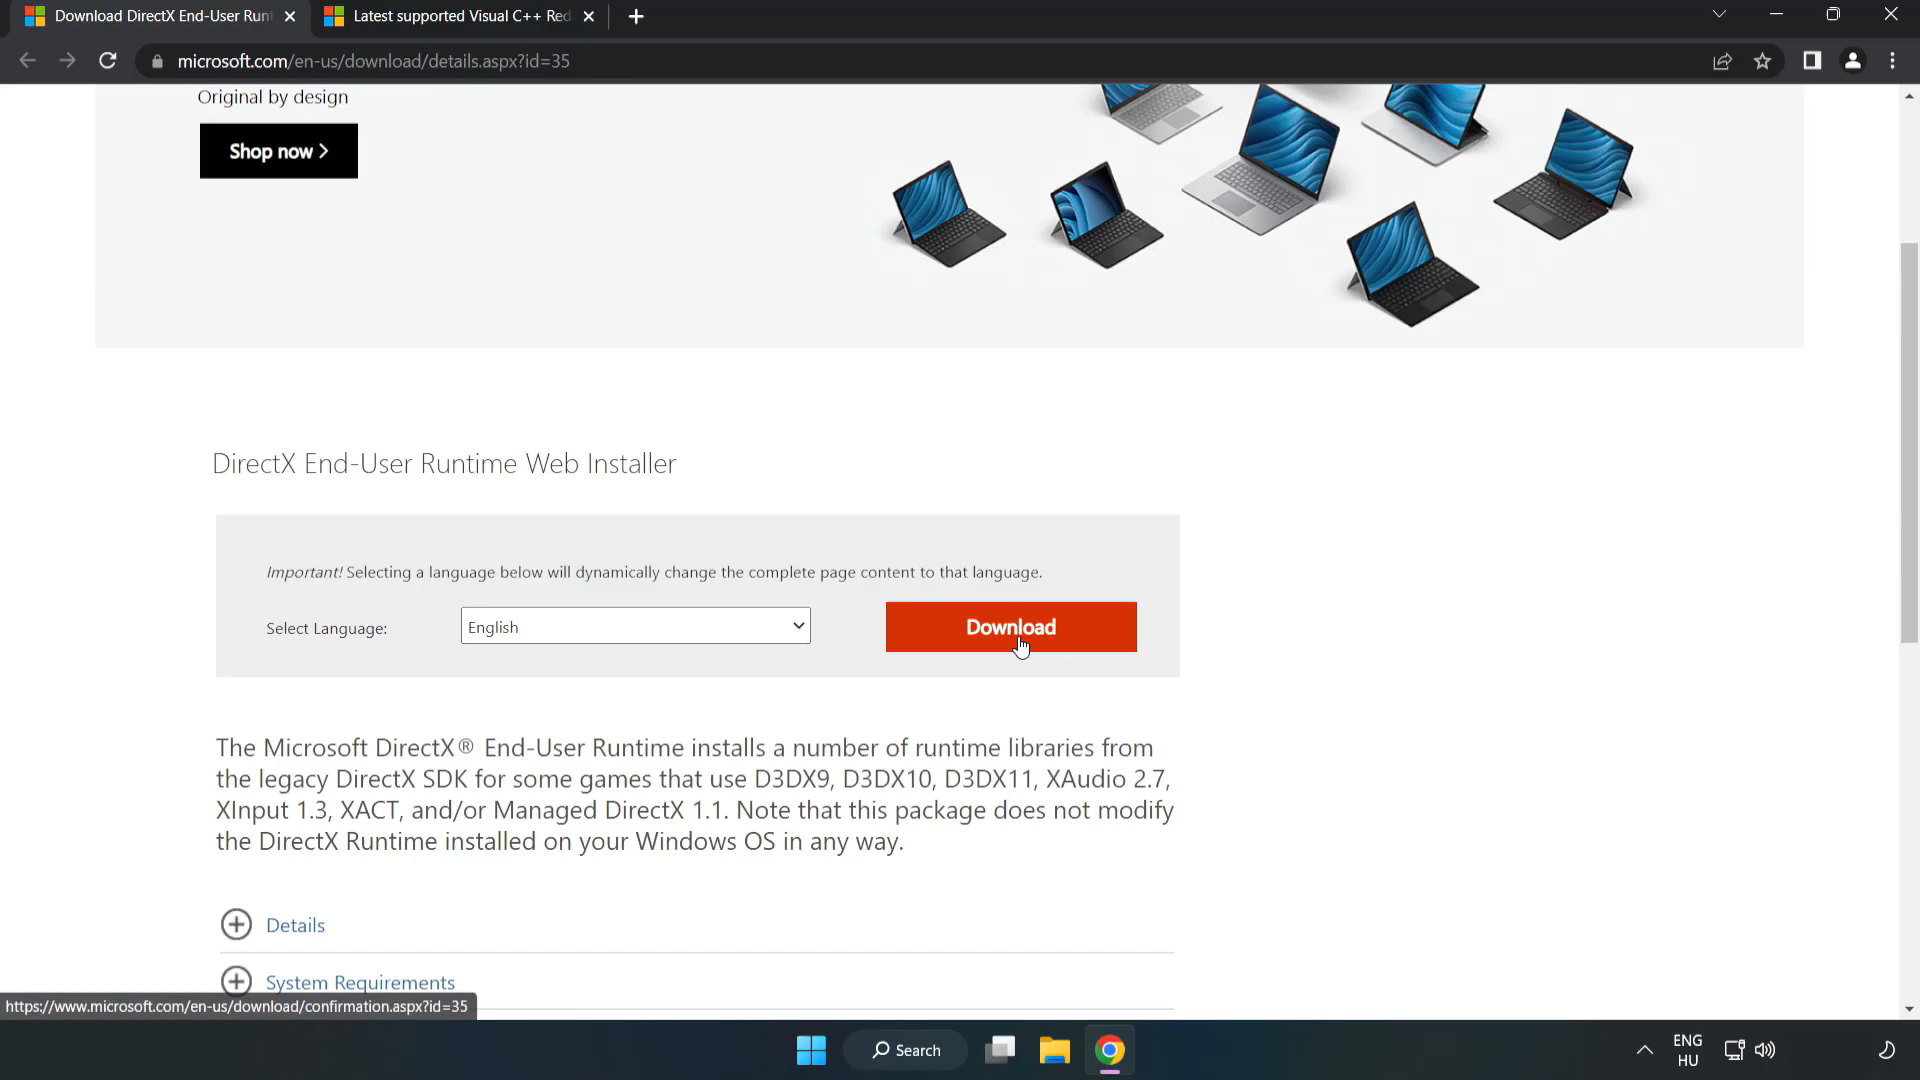 Download DirectX End-User Runt
Latest supported Visual C++ Red
microsoft.com/en-us/download/details.aspx?id=35
Original by design
Shop now >
DirectX End-User Runtime Web Installer
Important! Selecting a language below will dynamically change the complete page content to that language.
Select Language:
English
Download
The Microsoft DirectX® End-User Runtime installs a number of runtime libraries from
the legacy DirectX SDK for some games that use D3DX9, D3DX10, D3DX11, XAudio 2.7,
XInput 1.3, XACT, and/or Managed DirectX 1.1. Note that this package does not modify
the DirectX Runtime installed on your Windows OS in any way.
Details
System Requirements
https://www.microsoft.com/en-us/download/confirmation.aspx?id=35
Search
ENG
HU